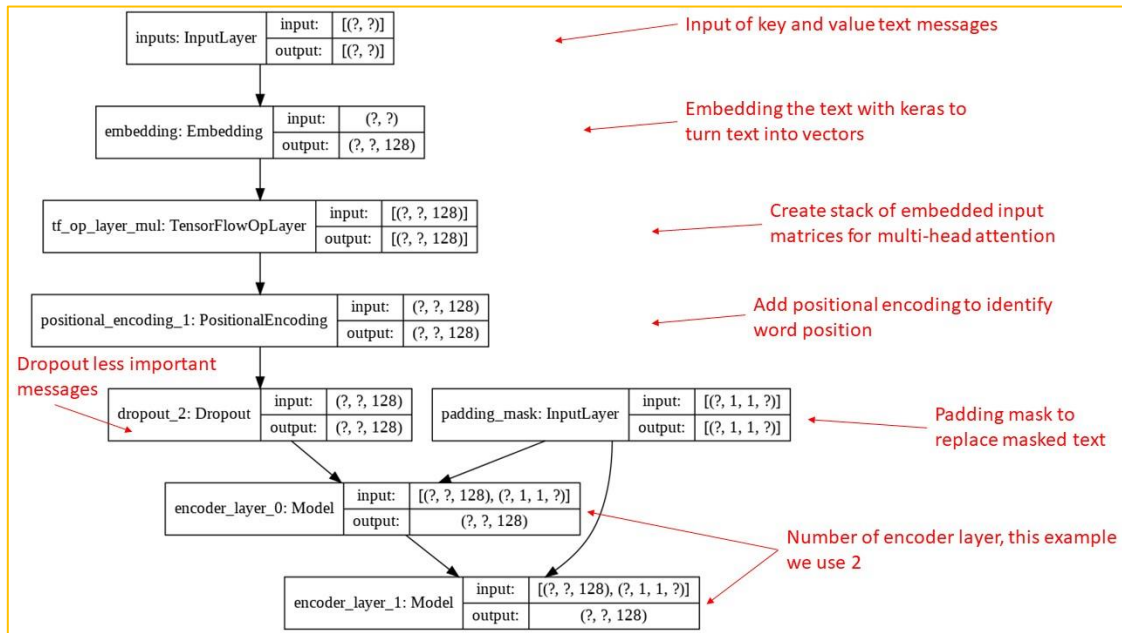 inputs: InputLayer
input: [(?, ?)]
output: [(?, ?)]
Input of key and value text messages
embedding: Embedding
input: (?, ?)
output: (?, ?, 128)
Embedding the text with keras to
turn text into vectors
tf_op_layer_mul: TensorFlowOpLayer
input: [(?, ?, 128)]
output: [(?, ?, 128)]
Create stack of embedded input
matrices for multi-head attention
positional_encoding_1: PositionalEncoding
input: (?, ?, 128)
output: (?, ?, 128)
Add positional encoding to identify
word position
Dropout less important
messages
dropout_2: Dropout
input: (?, ?, 128)
output: (?, ?, 128)
padding_mask: InputLayer
input: [(?, 1, 1, ?)]
output: [(?, 1, 1, ?)]
Padding mask to
replace masked text
encoder_layer_0: Model
input: [(?, ?, 128), (?, 1, 1, ?)]
output: (?, ?, 128)
Number of encoder layer, this example
we use 2
encoder_layer_1: Model
input: [(?, ?, 128), (?, 1, 1, ?)]
output: (?, ?, 128)